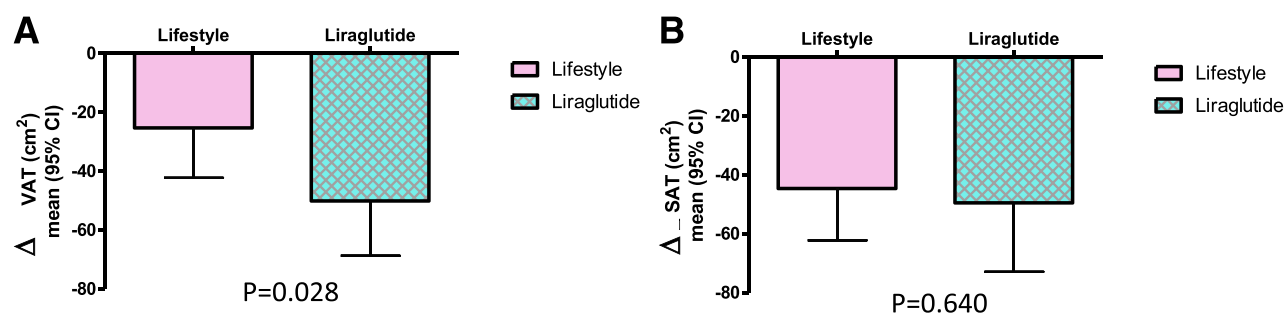 A
Lifestyle
Liraglutide
0
-20
-40
-60
-80
Δ VAT (cm2)
mean (95% CI)
P=0.028
Lifestyle
Liraglutide
B
Lifestyle
Liraglutide
0
-20
-40
-60
-80
Δ _ SAT (cm2)
mean (95% CI)
P=0.640
Lifestyle
Liraglutide